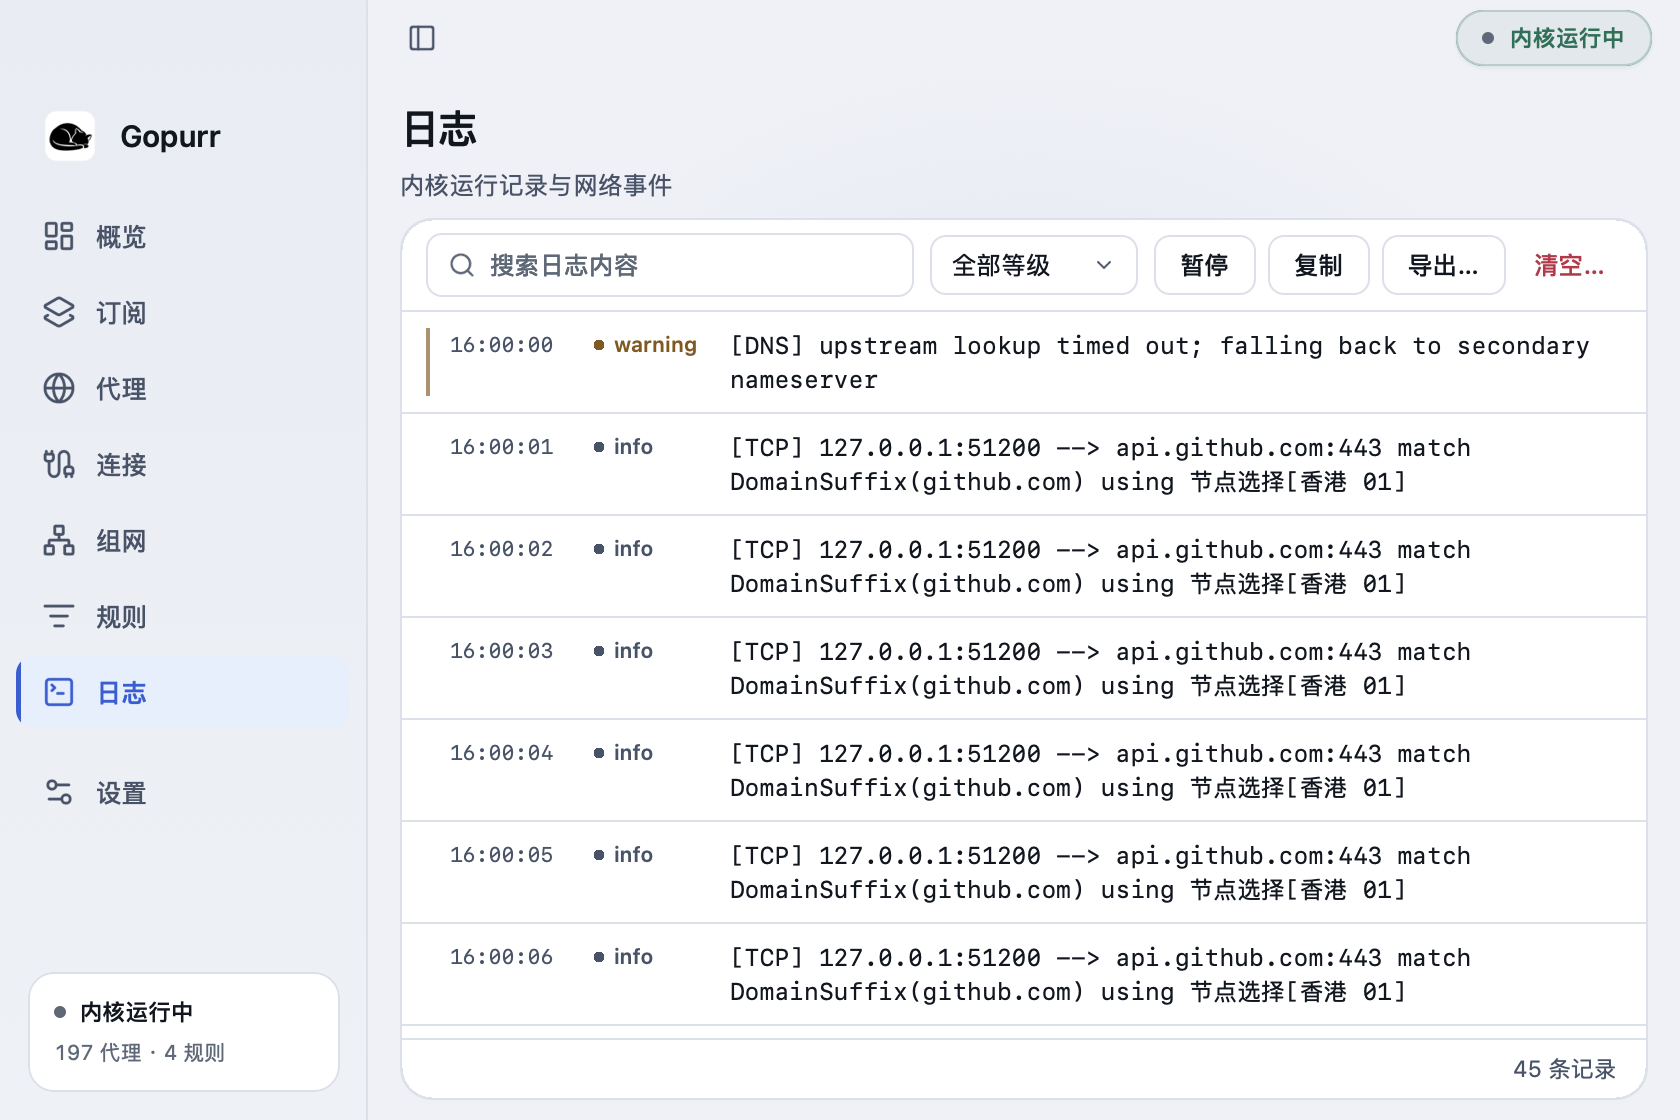 内核运行中
Gopurr
概览
订阅
代理
连接
组网
规则
日志
设置
内核运行中
197 代理 · 4 规则
日志
内核运行记录与网络事件
搜索日志内容
全部等级
暂停
复制
导出...
清空...
16:00:00 warning [DNS] upstream lookup timed out; falling back to secondary
nameserver
16:00:01 info [TCP] 127.0.0.1:51200 --> api.github.com:443 match
DomainSuffix(github.com) using 节点选择[香港 01]
16:00:02 info [TCP] 127.0.0.1:51200 --> api.github.com:443 match
DomainSuffix(github.com) using 节点选择[香港 01]
16:00:03 info [TCP] 127.0.0.1:51200 --> api.github.com:443 match
DomainSuffix(github.com) using 节点选择[香港 01]
16:00:04 info [TCP] 127.0.0.1:51200 --> api.github.com:443 match
DomainSuffix(github.com) using 节点选择[香港 01]
16:00:05 info [TCP] 127.0.0.1:51200 --> api.github.com:443 match
DomainSuffix(github.com) using 节点选择[香港 01]
16:00:06 info [TCP] 127.0.0.1:51200 --> api.github.com:443 match
DomainSuffix(github.com) using 节点选择[香港 01]
45 条记录